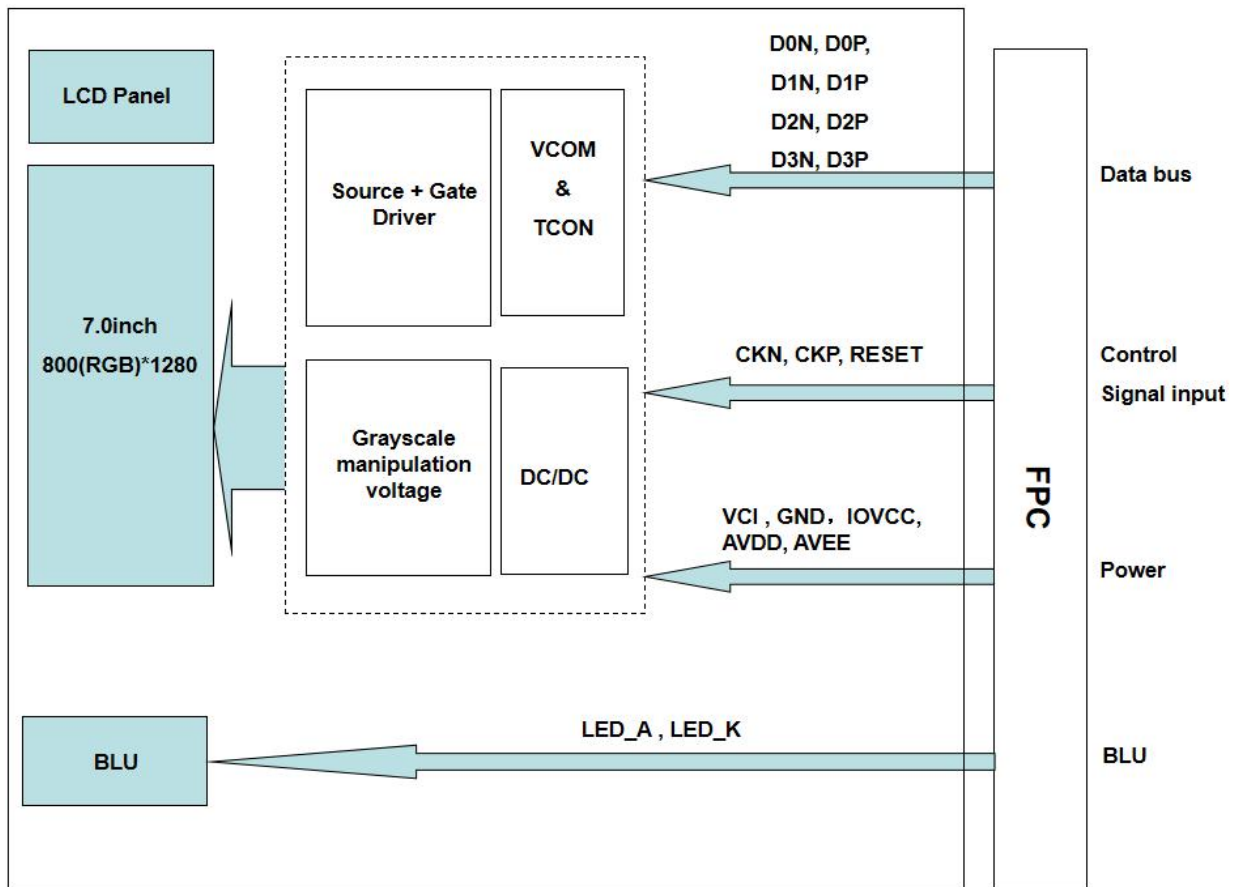 LCD Panel
7.0inch
800(RGB)*1280
Source + Gate
Driver
VCOM
&
TCON
Grayscale
manipulation
voltage
DC/DC
D0N, D0P,
D1N, D1P
D2N, D2P
D3N, D3P
Data bus
CKN, CKP, RESET
Control
Signal input
VCI , GND， IOVCC,
AVDD, AVEE
Power
FPC
BLU
LED_A , LED_K
BLU